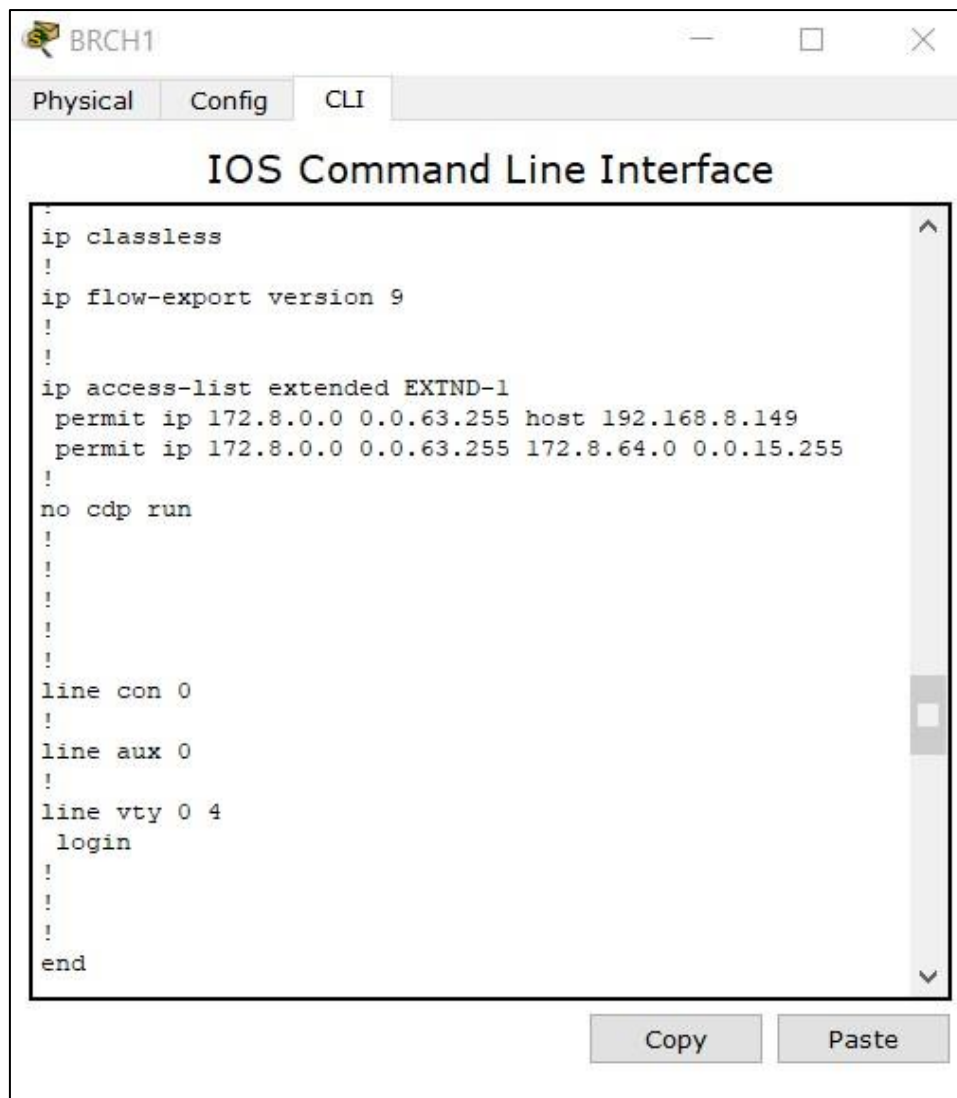 BRCH1
Physical Config CLI
IOS Command Line Interface
!
ip classless
!
ip flow-export version 9
!
!
ip access-list extended EXTND-1
 permit ip 172.8.0.0 0.0.63.255 host 192.168.8.149
 permit ip 172.8.0.0 0.0.63.255 172.8.64.0 0.0.15.255
!
no cdp run
!
!
!
!
!
line con 0
!
line aux 0
!
line vty 0 4
 login
!
!
!
end
Copy Paste